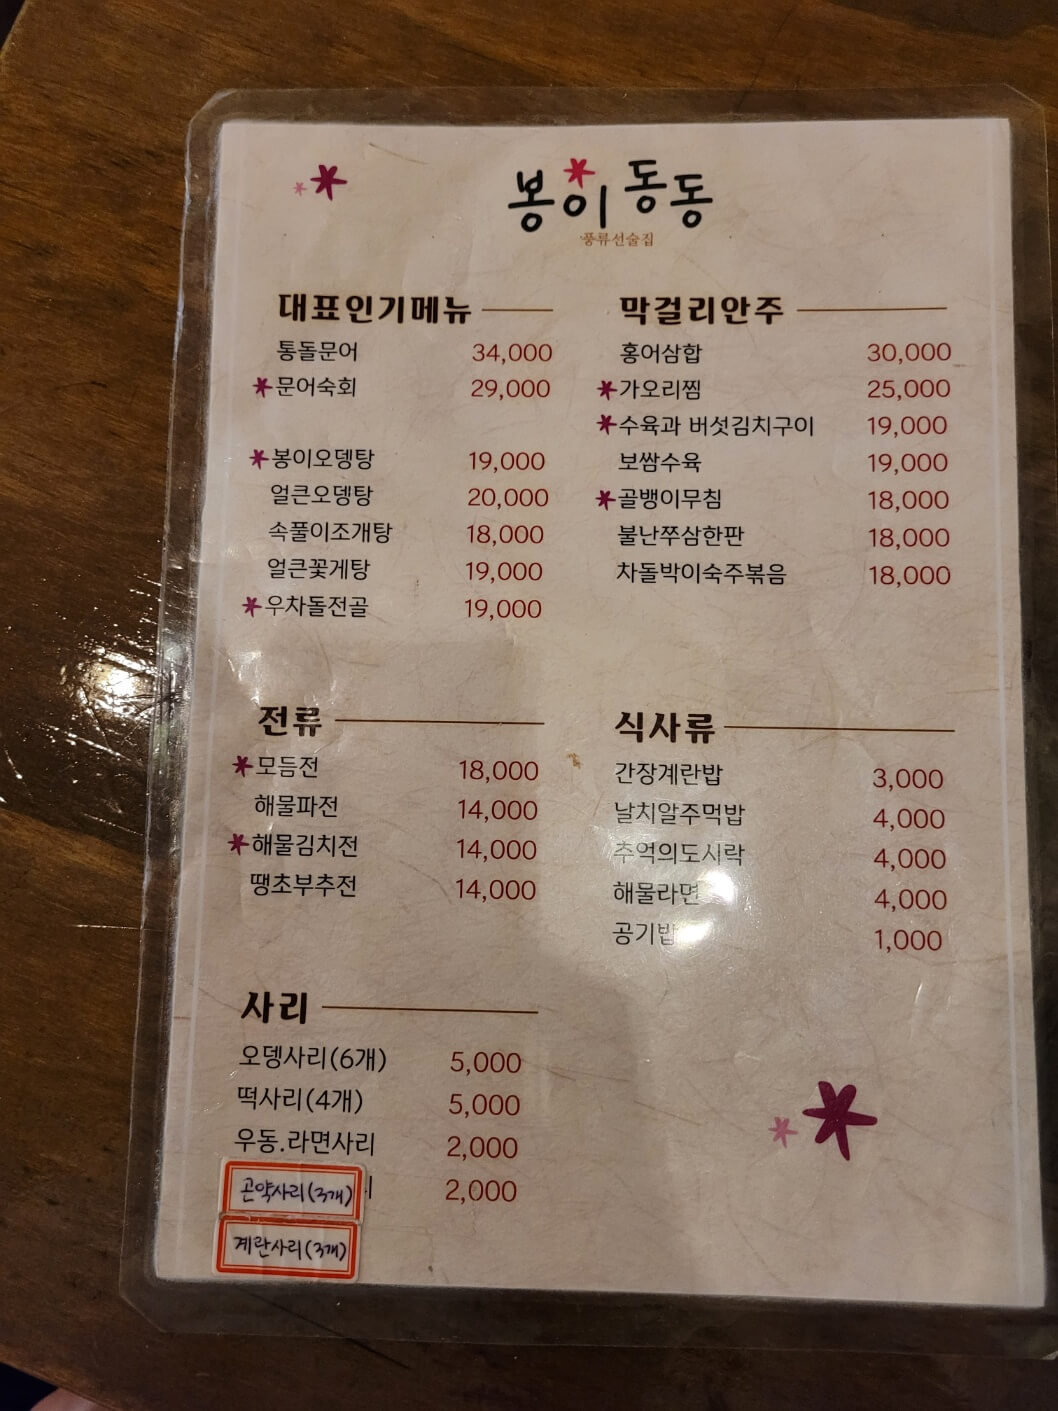 봉이동동
풍류선술집
대표인기메뉴
통돌문어 34,000
문어숙회 29,000
봉이오뎅탕 19,000
얼큰오뎅탕 20,000
속풀이조개탕 18,000
얼큰꽃게탕 19,000
우차돌전골 19,000
막걸리안주
홍어삼합 30,000
가오리찜 25,000
수육과 버섯김치구이 19,000
보쌈수육 19,000
골뱅이무침 18,000
불난쭈삼한판 18,000
차돌박이숙주볶음 18,000
전류
모듬전 18,000
해물파전 14,000
해물김치전 14,000
땡초부추전 14,000
식사류
간장계란밥 3,000
날치알주먹밥 4,000
추억의도시락 4,000
해물라면 4,000
공기밥 1,000
사리
오뎅사리(6개) 5,000
떡사리(4개) 5,000
우동.라면사리 2,000
곤약사리(3개) 2,000
계란사리(3개)